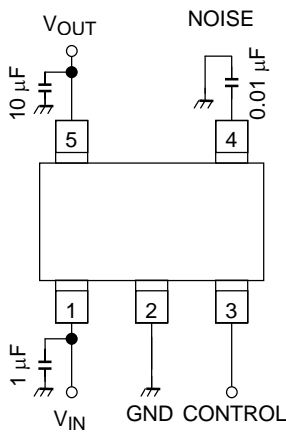 VOUT
NOISE
10 µF
0.01 µF
5
4
1
2
3
1 µF
VIN
GND
CONTROL